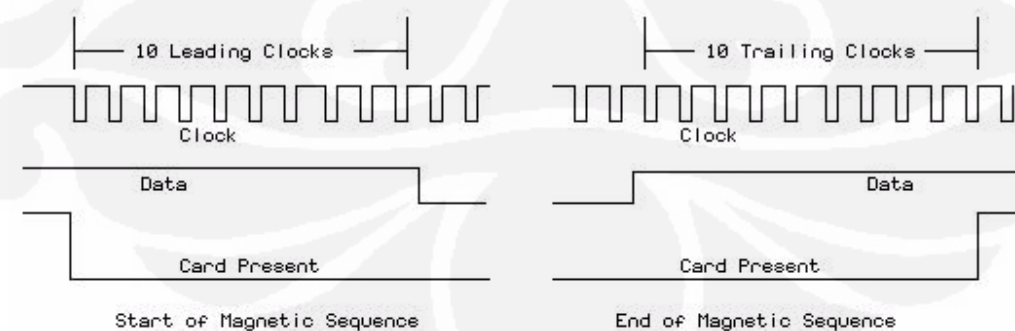 10 Leading Clocks
10 Trailing Clocks
Clock
Clock
Data
Data
Card Present
Card Present
Start of Magnetic Sequence
End of Magnetic Sequence